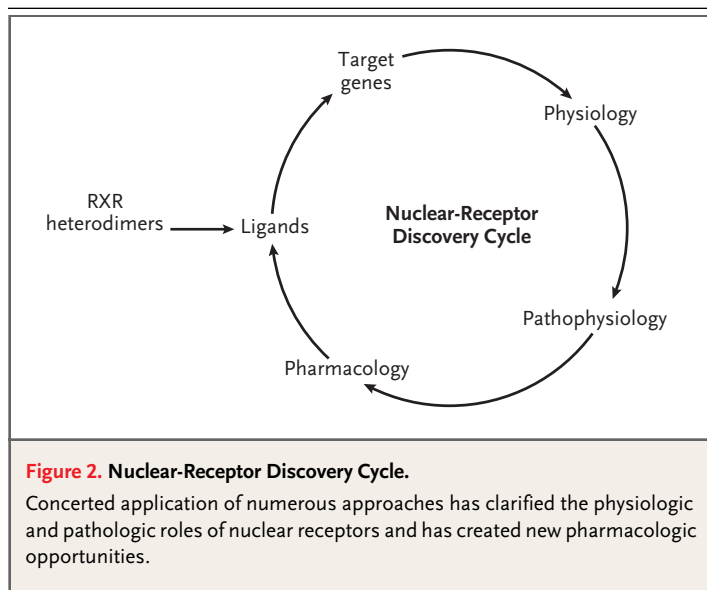 Target
genes
Physiology
RXR
heterodimers
Ligands
Nuclear-Receptor
Discovery Cycle
Pathophysiology
Pharmacology
Figure 2. Nuclear-Receptor Discovery Cycle.
Concerted application of numerous approaches has clarified the physiologic
and pathologic roles of nuclear receptors and has created new pharmacologic
opportunities.